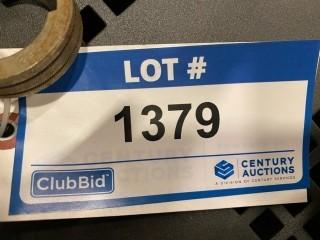 LOT #
1379
ClubBid
CENTURY
AUCTIONS
A DIVISION OF CENTURY SERVICES